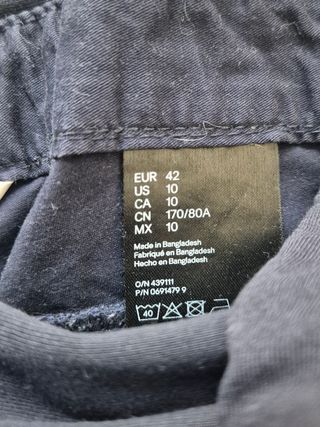 EUR 42
US 10
CA 10
CN 170/80A
MX 10
Made in Bangladesh
Fabriqué en Bangladesh
Hecho en Bangladesh
O/N 439111
P/N 0691479 9
40